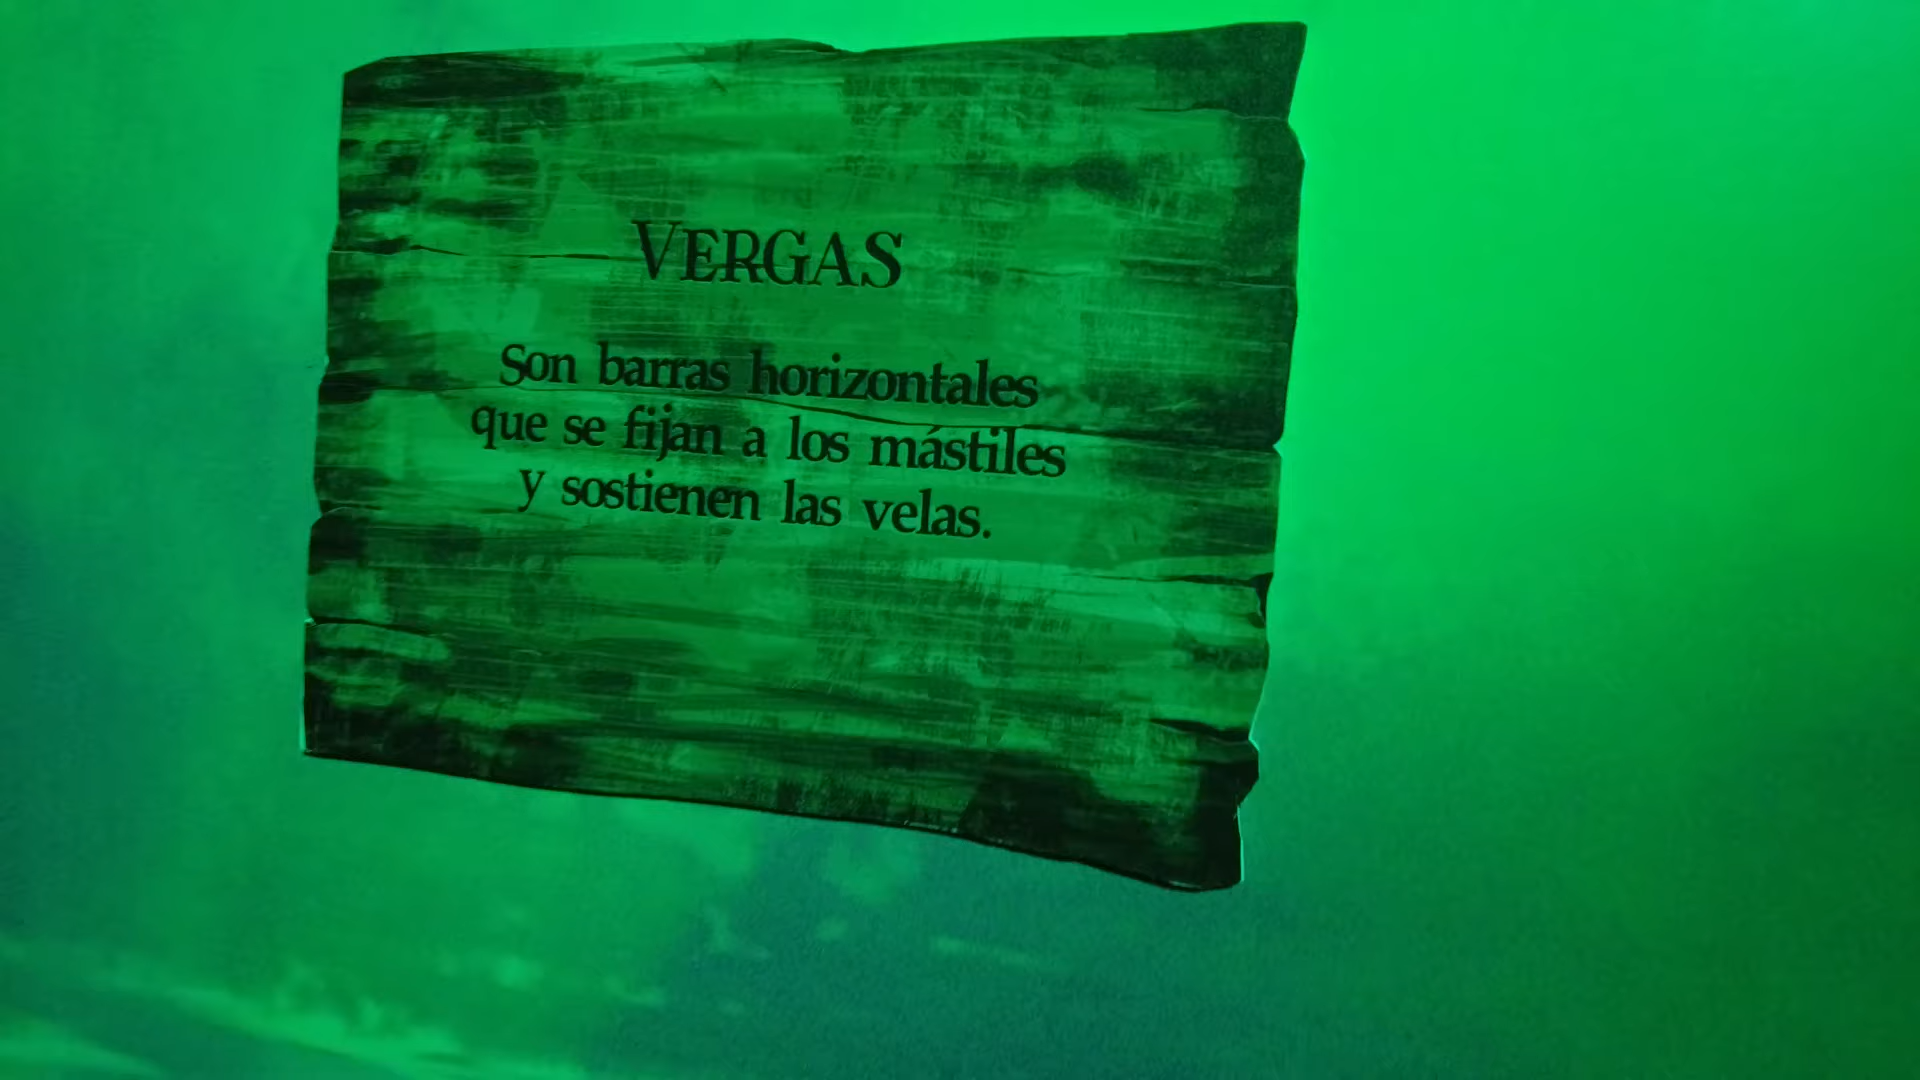 VERGAS
Son barras horizontales
que se fijan a los mástiles
y sostienen las velas.